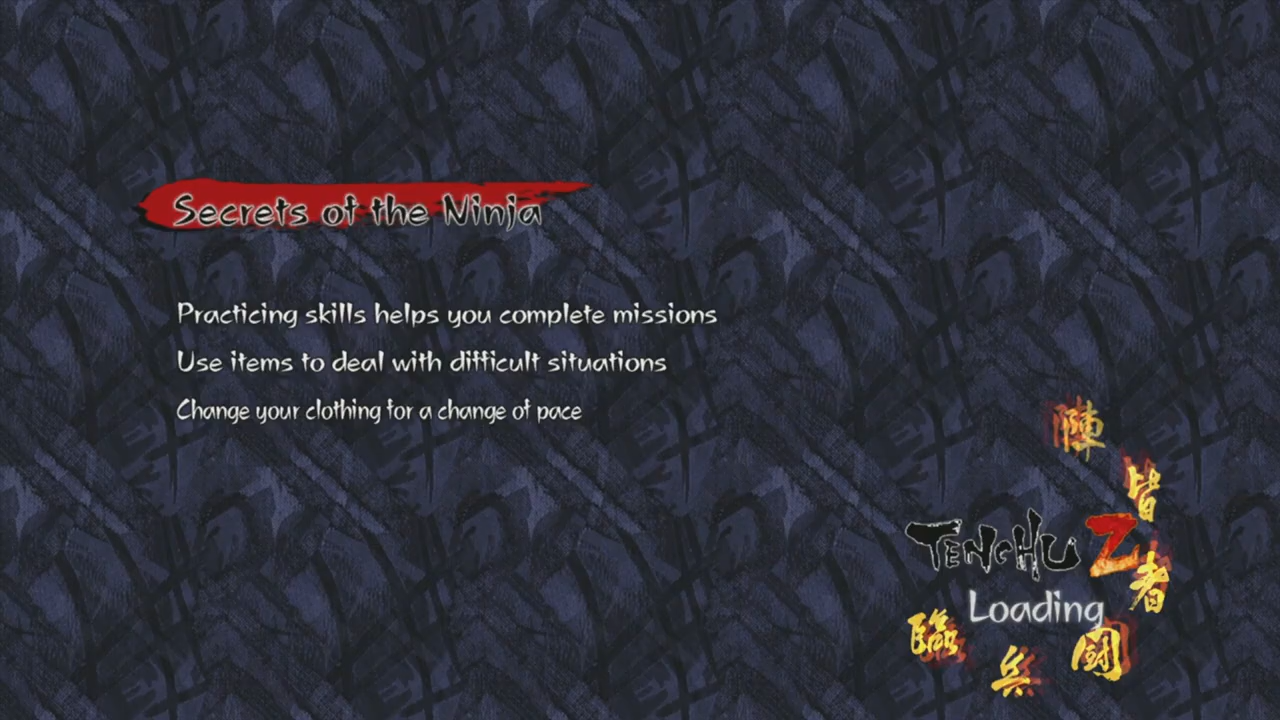 Secrets of the Ninja
Practicing skills helps you complete missions
Use items to deal with difficult situations
Change your clothing for a change of pace
陣
皆
TENCHU Z
者
Loading
臨
兵
闘